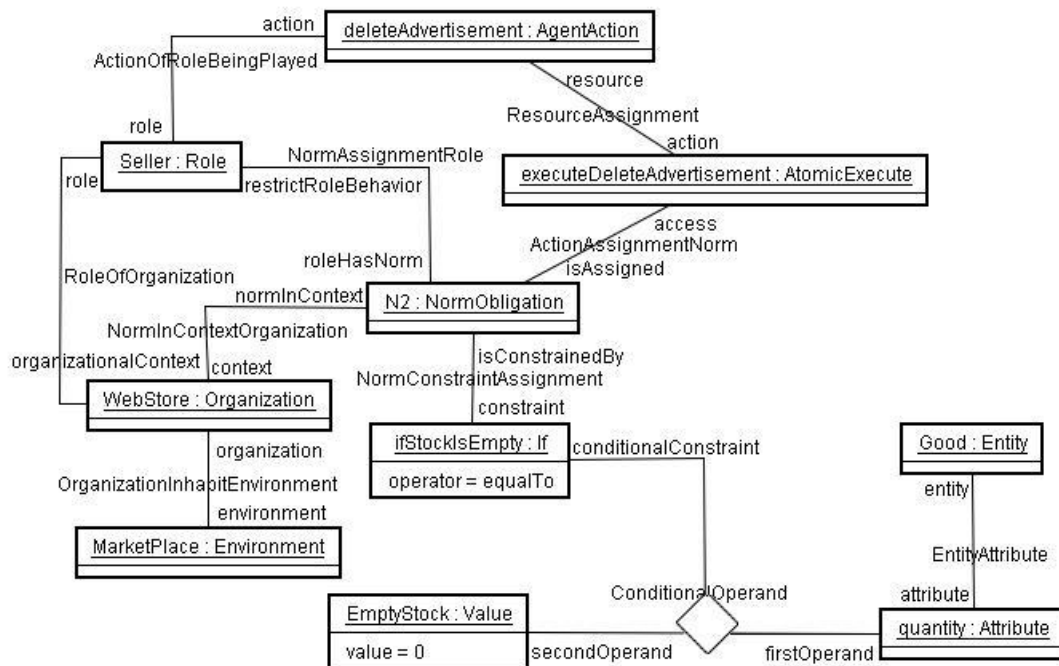 action
deleteAdvertisement : AgentAction
ActionOfRoleBeingPlayed
resource
ResourceAssignment
role
action
Seller : Role
NormAssignmentRole
role
restrictRoleBehavior
executeDeleteAdvertisement : AtomicExecute
access
ActionAssignmentNorm
isAssigned
roleHasNorm
RoleOfOrganization
normInContext
N2 : NormObligation
NormInContextOrganization
organizationalContext
context
isConstrainedBy
NormConstraintAssignment
constraint
WebStore : Organization
organization
ifStockIsEmpty : If
operator = equalTo
conditionalConstraint
Good : Entity
entity
OrganizationInhabitEnvironment
environment
MarketPlace : Environment
EntityAttribute
attribute
ConditionalOperand
EmptyStock : Value
value = 0
secondOperand
firstOperand
quantity : Attribute